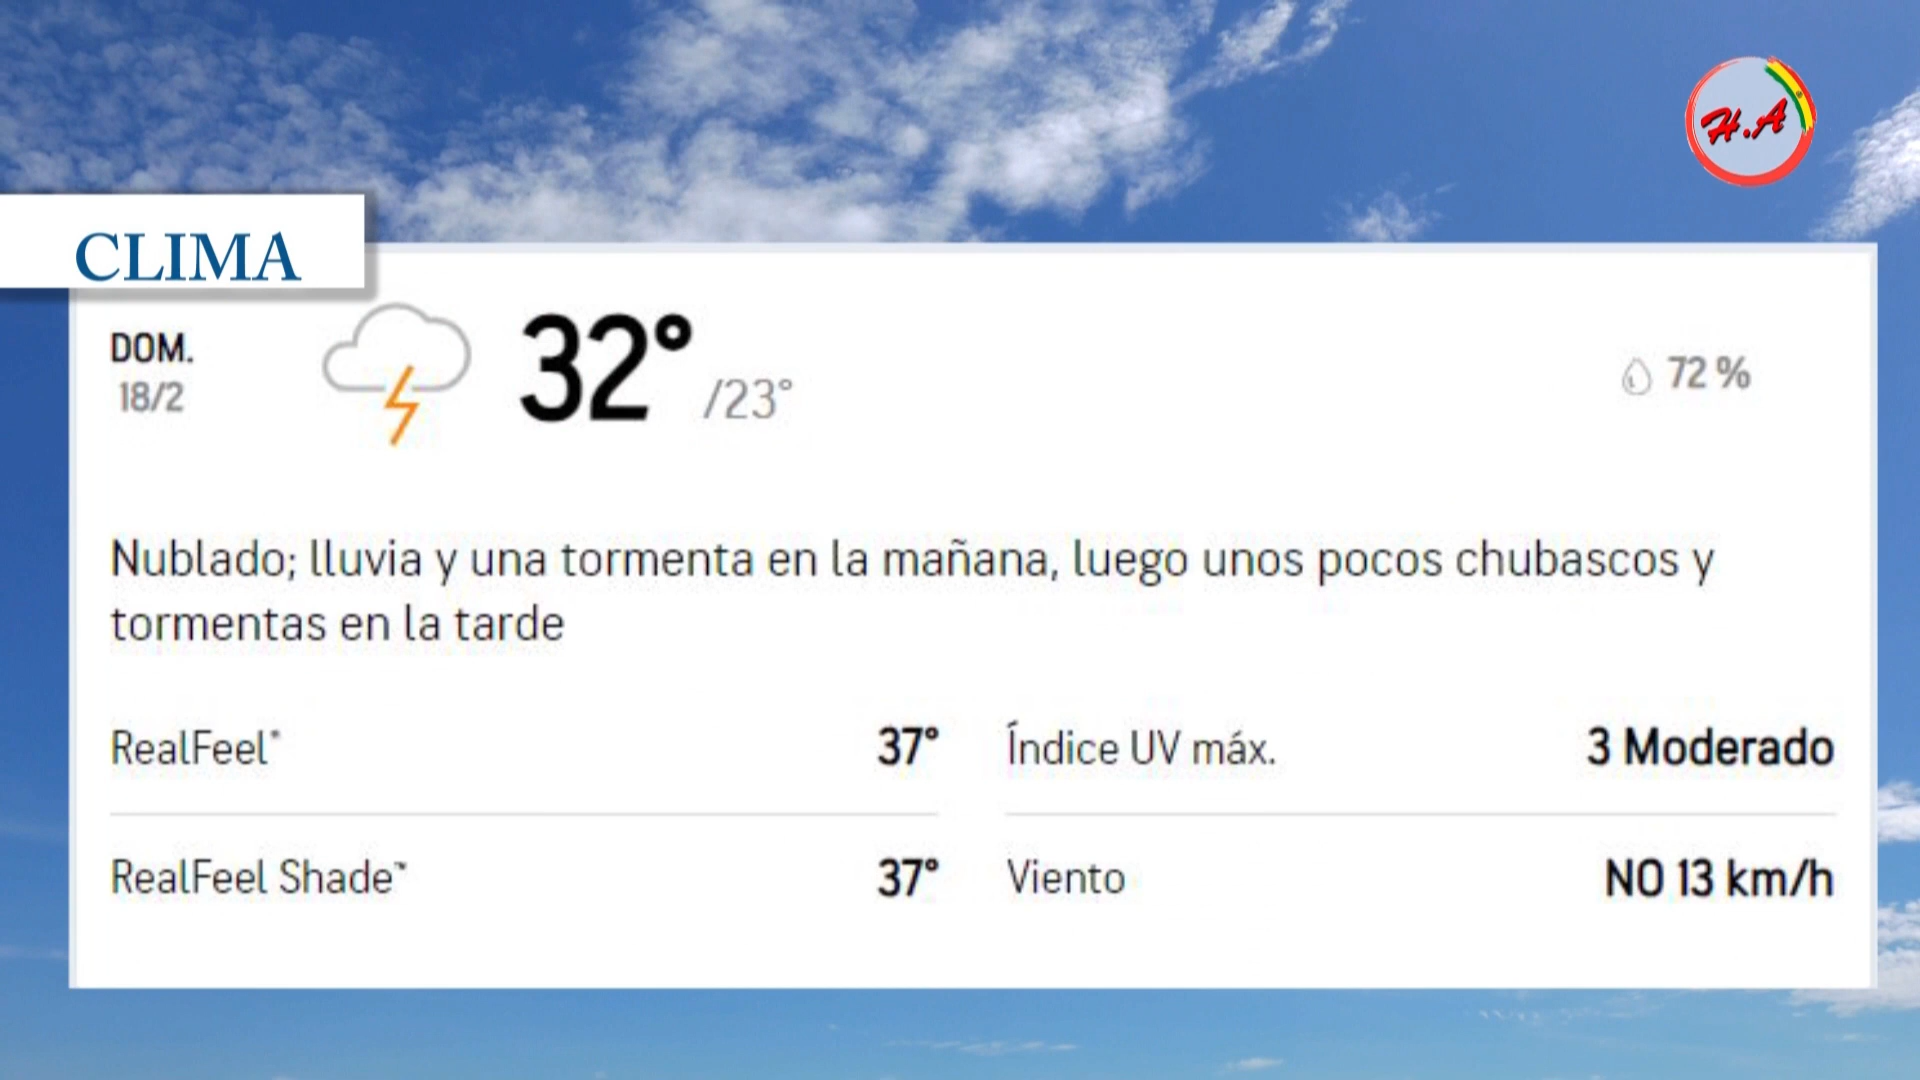 H.A
CLIMA
DOM.
18/2
32°
/23°
72 %
Nublado; lluvia y una tormenta en la mañana, luego unos pocos chubascos y
tormentas en la tarde
RealFeel®
37°
Índice UV máx.
3 Moderado
RealFeel Shade™
37°
Viento
NO 13 km/h